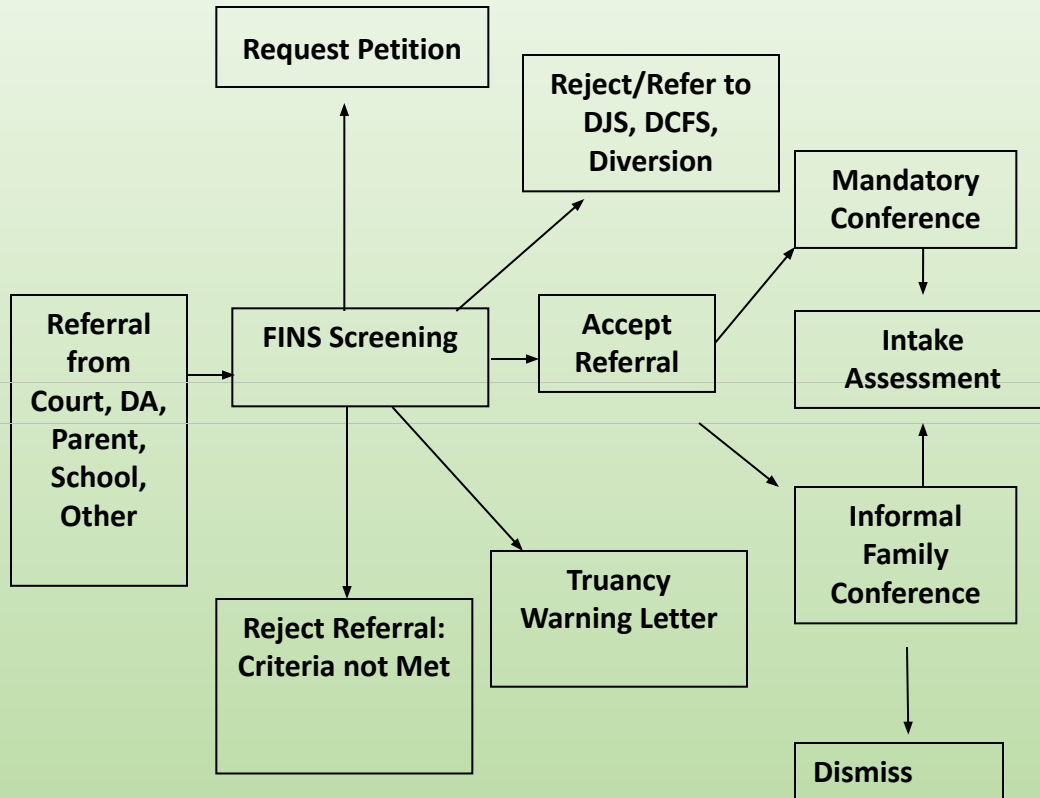 Request Petition
Reject/Refer to
DJS, DCFS,
Diversion
Mandatory
Conference
Referral
from
Court, DA,
Parent,
School,
Other
FINS Screening
Accept
Referral
Intake
Assessment
Informal
Family
Conference
Truancy
Warning Letter
Reject Referral:
Criteria not Met
Dismiss